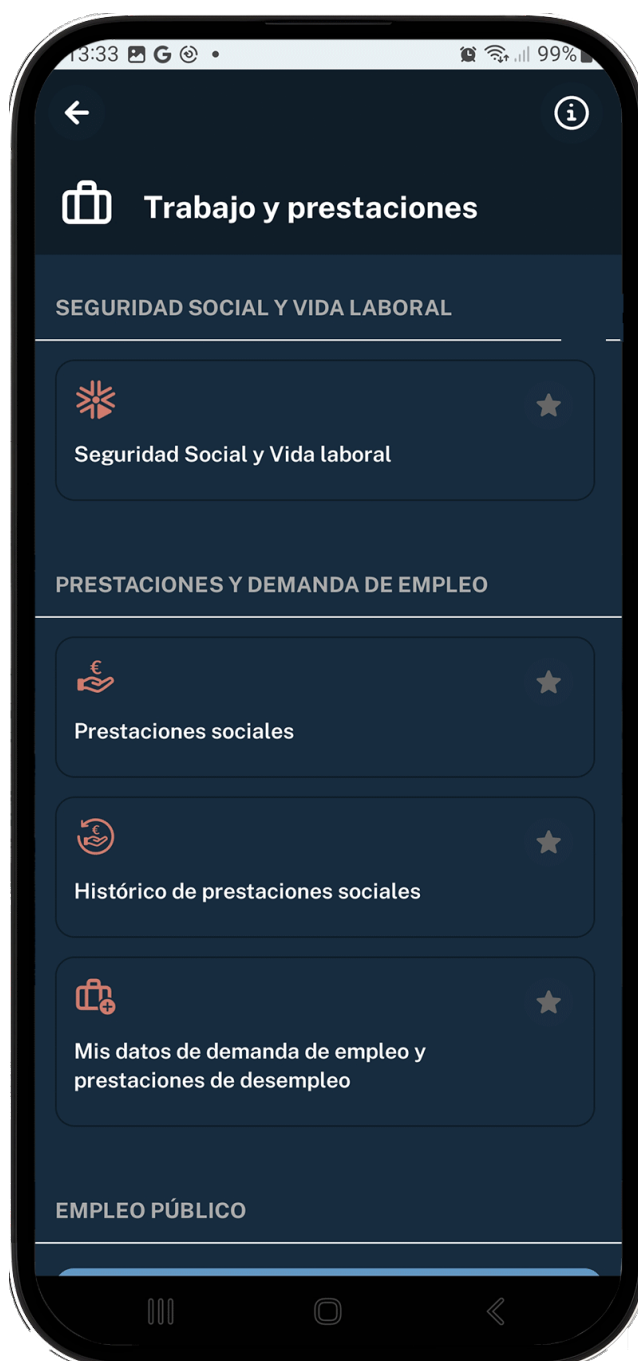 13:33 G 99%
Trabajo y prestaciones
SEGURIDAD SOCIAL Y VIDA LABORAL
Seguridad Social y Vida laboral
PRESTACIONES Y DEMANDA DE EMPLEO
€
Prestaciones sociales
€
Histórico de prestaciones sociales
Mis datos de demanda de empleo y
prestaciones de desempleo
EMPLEO PÚBLICO